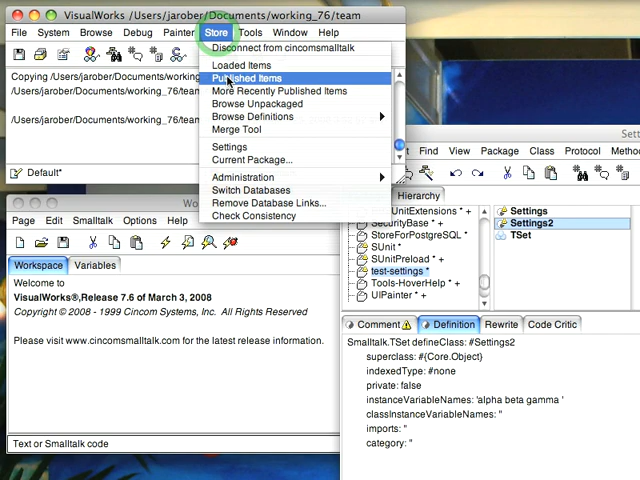 VisualWorks /Users/jarober/Documents/working_76/team
File System Browse Debug Painter Store Tools Window Help
Copying /Users/jarober/Documents/working
/Users/jarober/Documents/working_76/tea
/Users/jarober/Documents/working_76/tea
Default*
Disconnect from cincomsmalltalk
Loaded Items
Published Items
More Recently Published Items
Browse Unpackaged
Browse Definitions
Merge Tool
Settings
Current Package...
Administration
Switch Databases
Remove Database Links...
Check Consistency
Page Edit Smalltalk Options He
Workspace Variables
Welcome to
VisualWorks®,Release 7.6 of March 3, 2008
Copyright © 2008 - 1999 Cincom Systems, Inc. All Rights Reserved
Please visit www.cincomsmalltalk.com for the latest release information.
Text or Smalltalk code
Sett
Find View Package Class Protocol Method
Hierarchy
UnitExtensions * +
SecurityBase * +
StoreForPostgreSQL * +
SUnit *
SUnitPreload * +
test-settings *
Tools-HoverHelp * +
UIPainter * +
Settings
Settings2
TSet
Comment Definition Rewrite Code Critic
Smalltalk.TSet defineClass: #Settings2
superclass: #{Core.Object}
indexedType: #none
private: false
instanceVariableNames: 'alpha beta gamma '
classInstanceVariableNames: ''
imports: ''
category: ''